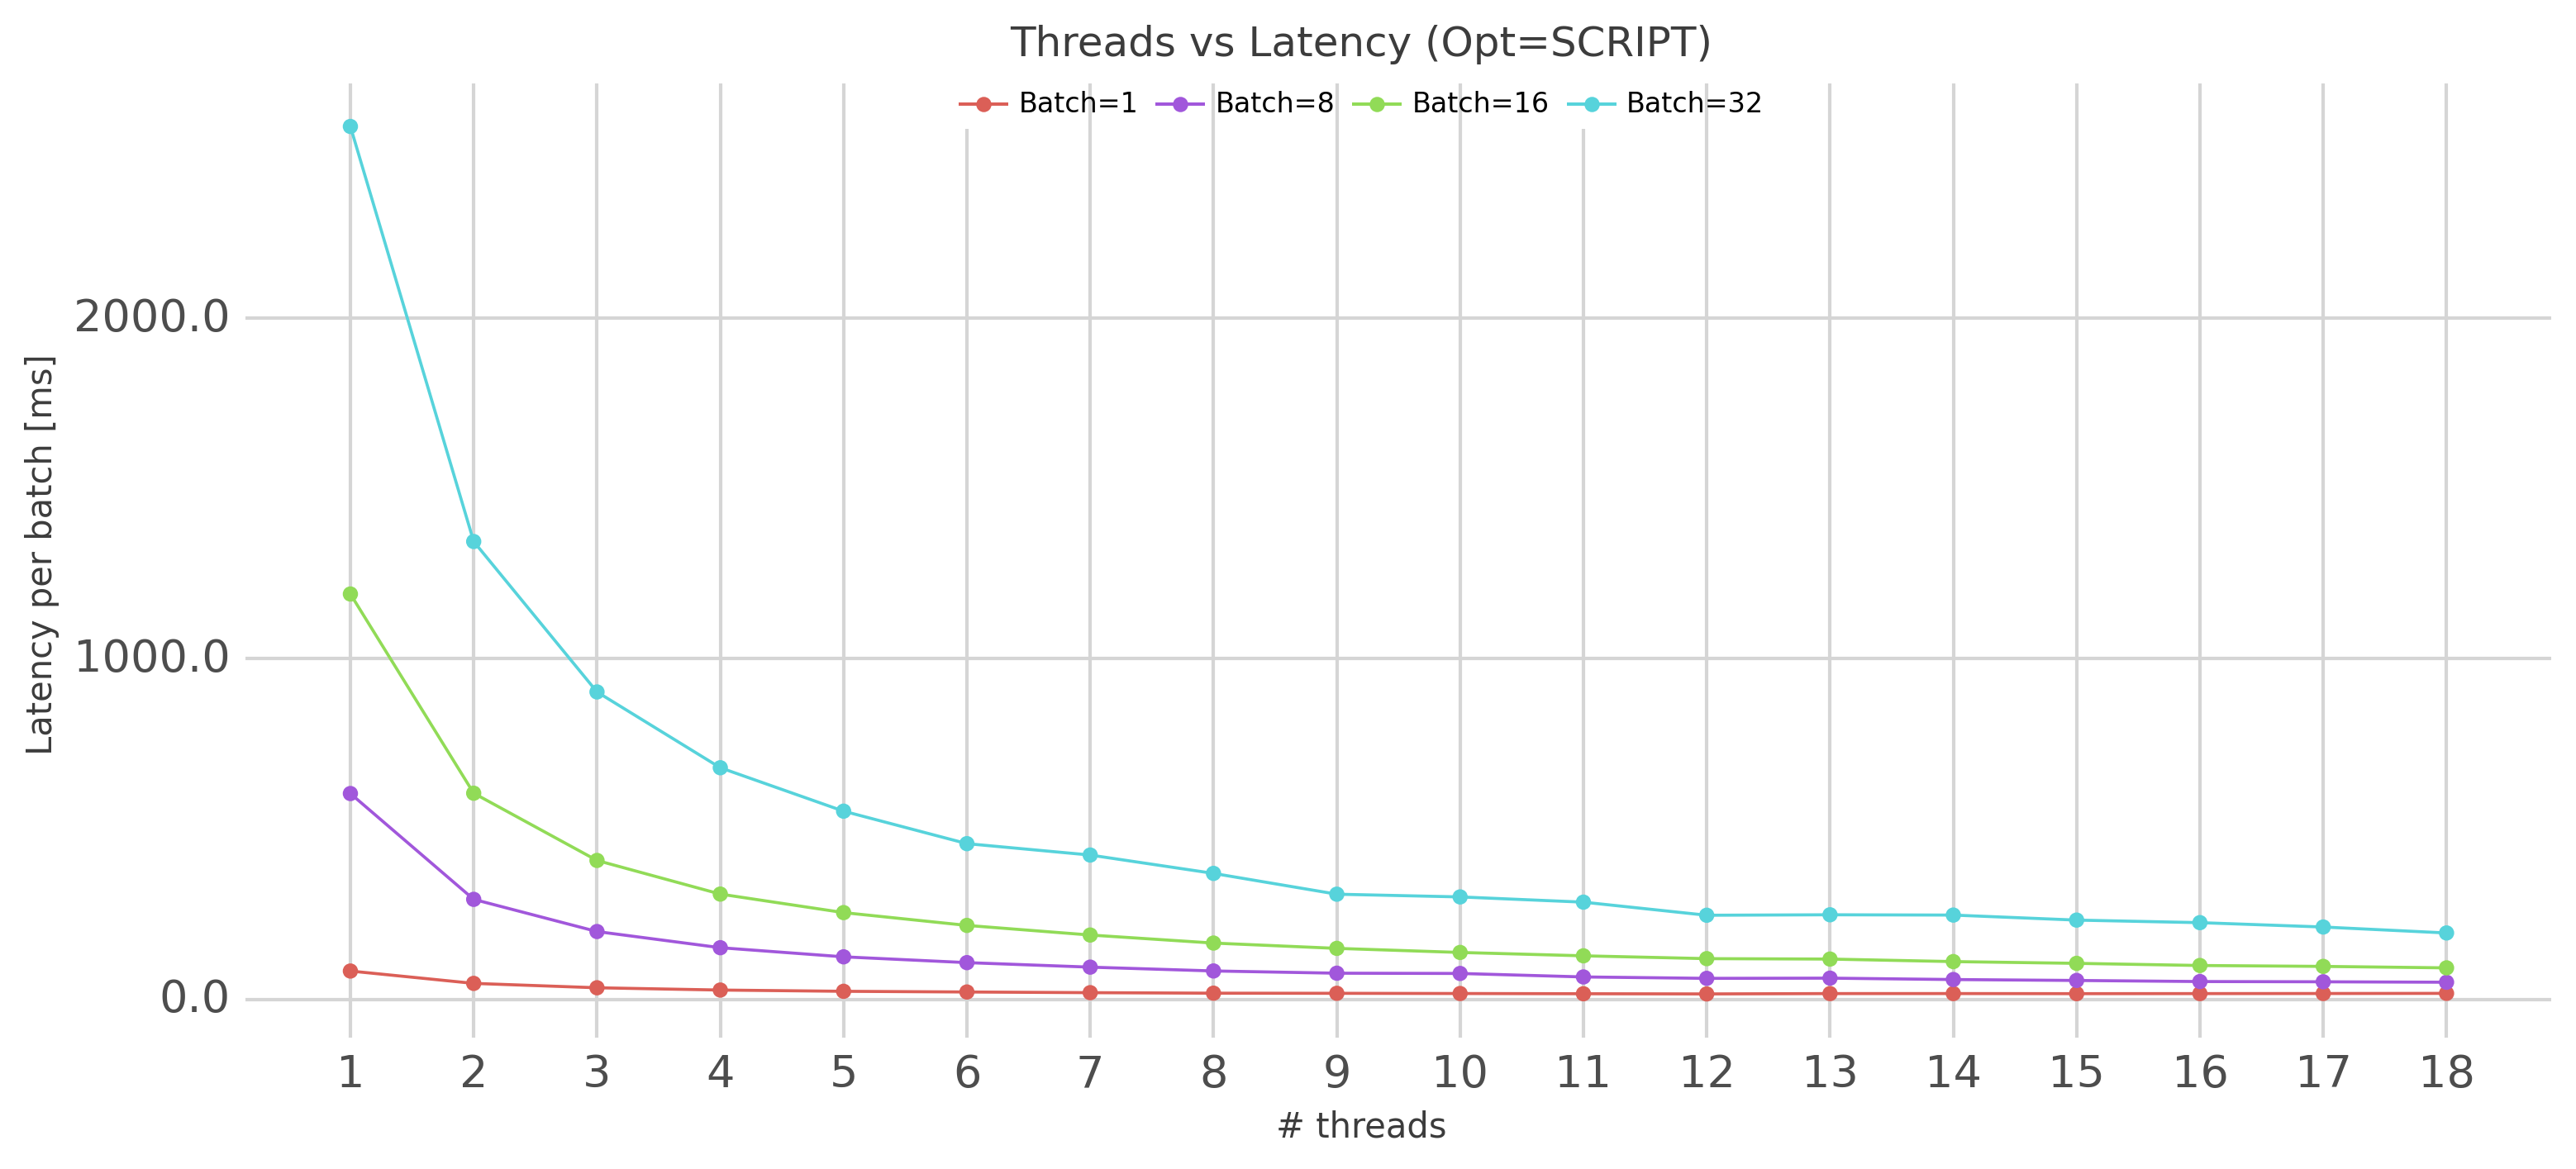 Threads vs Latency (Opt=SCRIPT)
Batch=1 Batch=8 Batch=16 Batch=32
Latency per batch [ms]
2000.0
1000.0
0.0
1 2 3 4 5 6 7 8 9 10 11 12 13 14 15 16 17 18
# threads